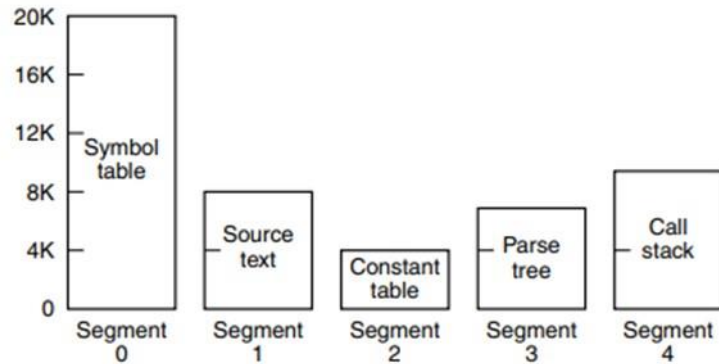 20K
16K
12K
8K
4K
0
Symbol
table
Segment
0
Source
text
Segment
1
Constant
table
Segment
2
Parse
tree
Segment
3
Call
stack
Segment
4